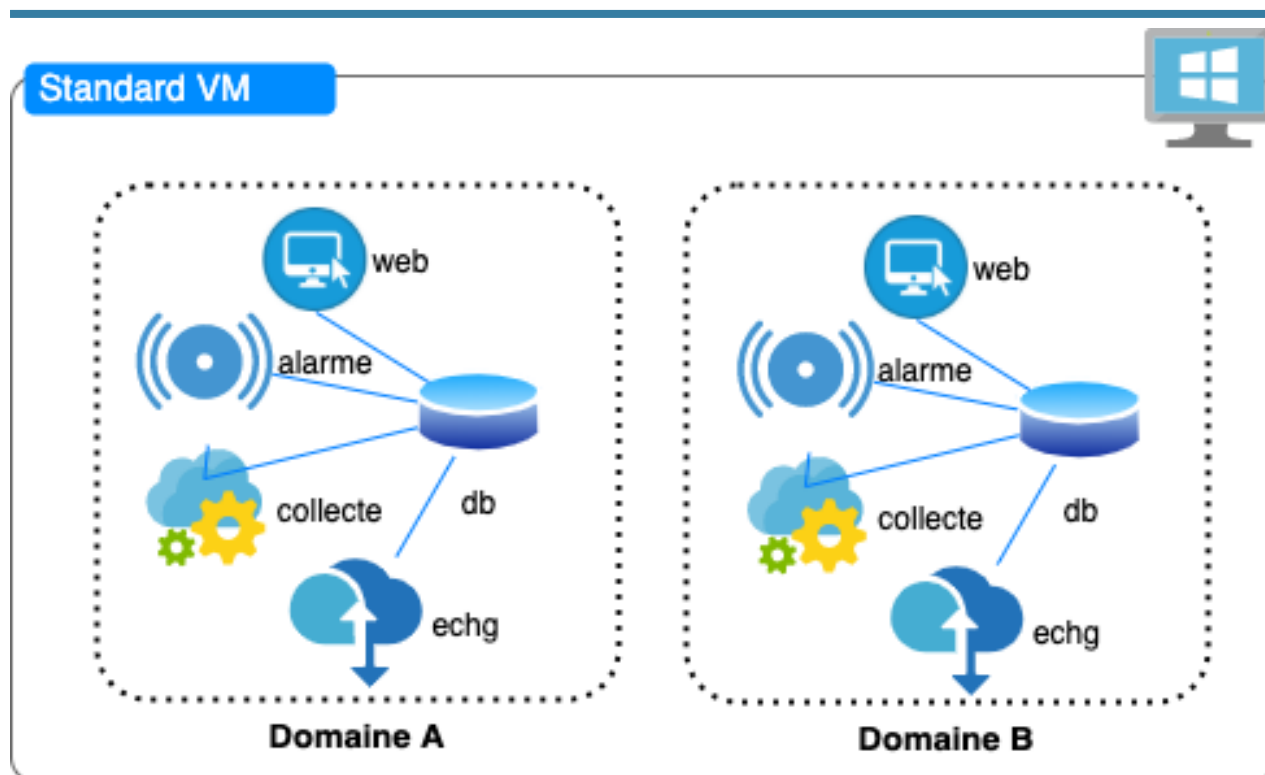 Standard VM
web
alarme
collecte
db
echg
Domaine A
web
alarme
collecte
db
echg
Domaine B